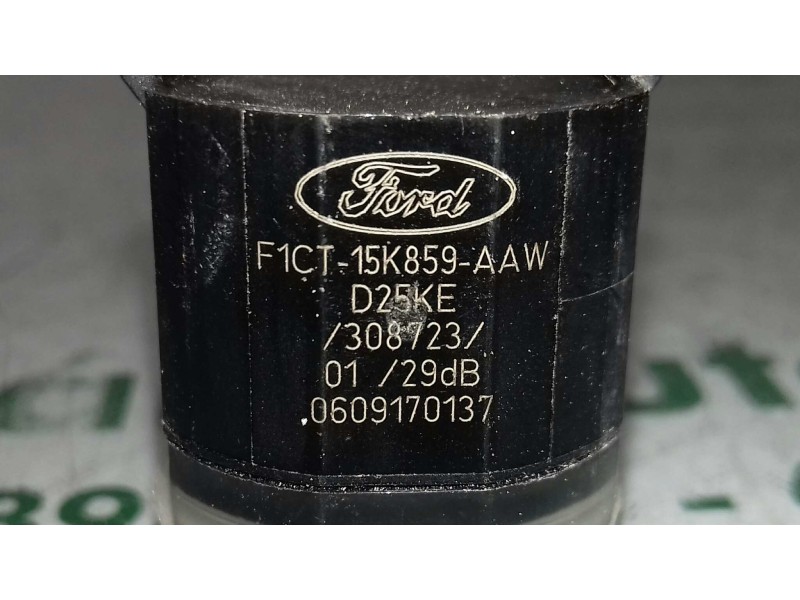 Ford
F1CT-15K859-AAW
D25KE
/308723/
01 /29dB
0609170137